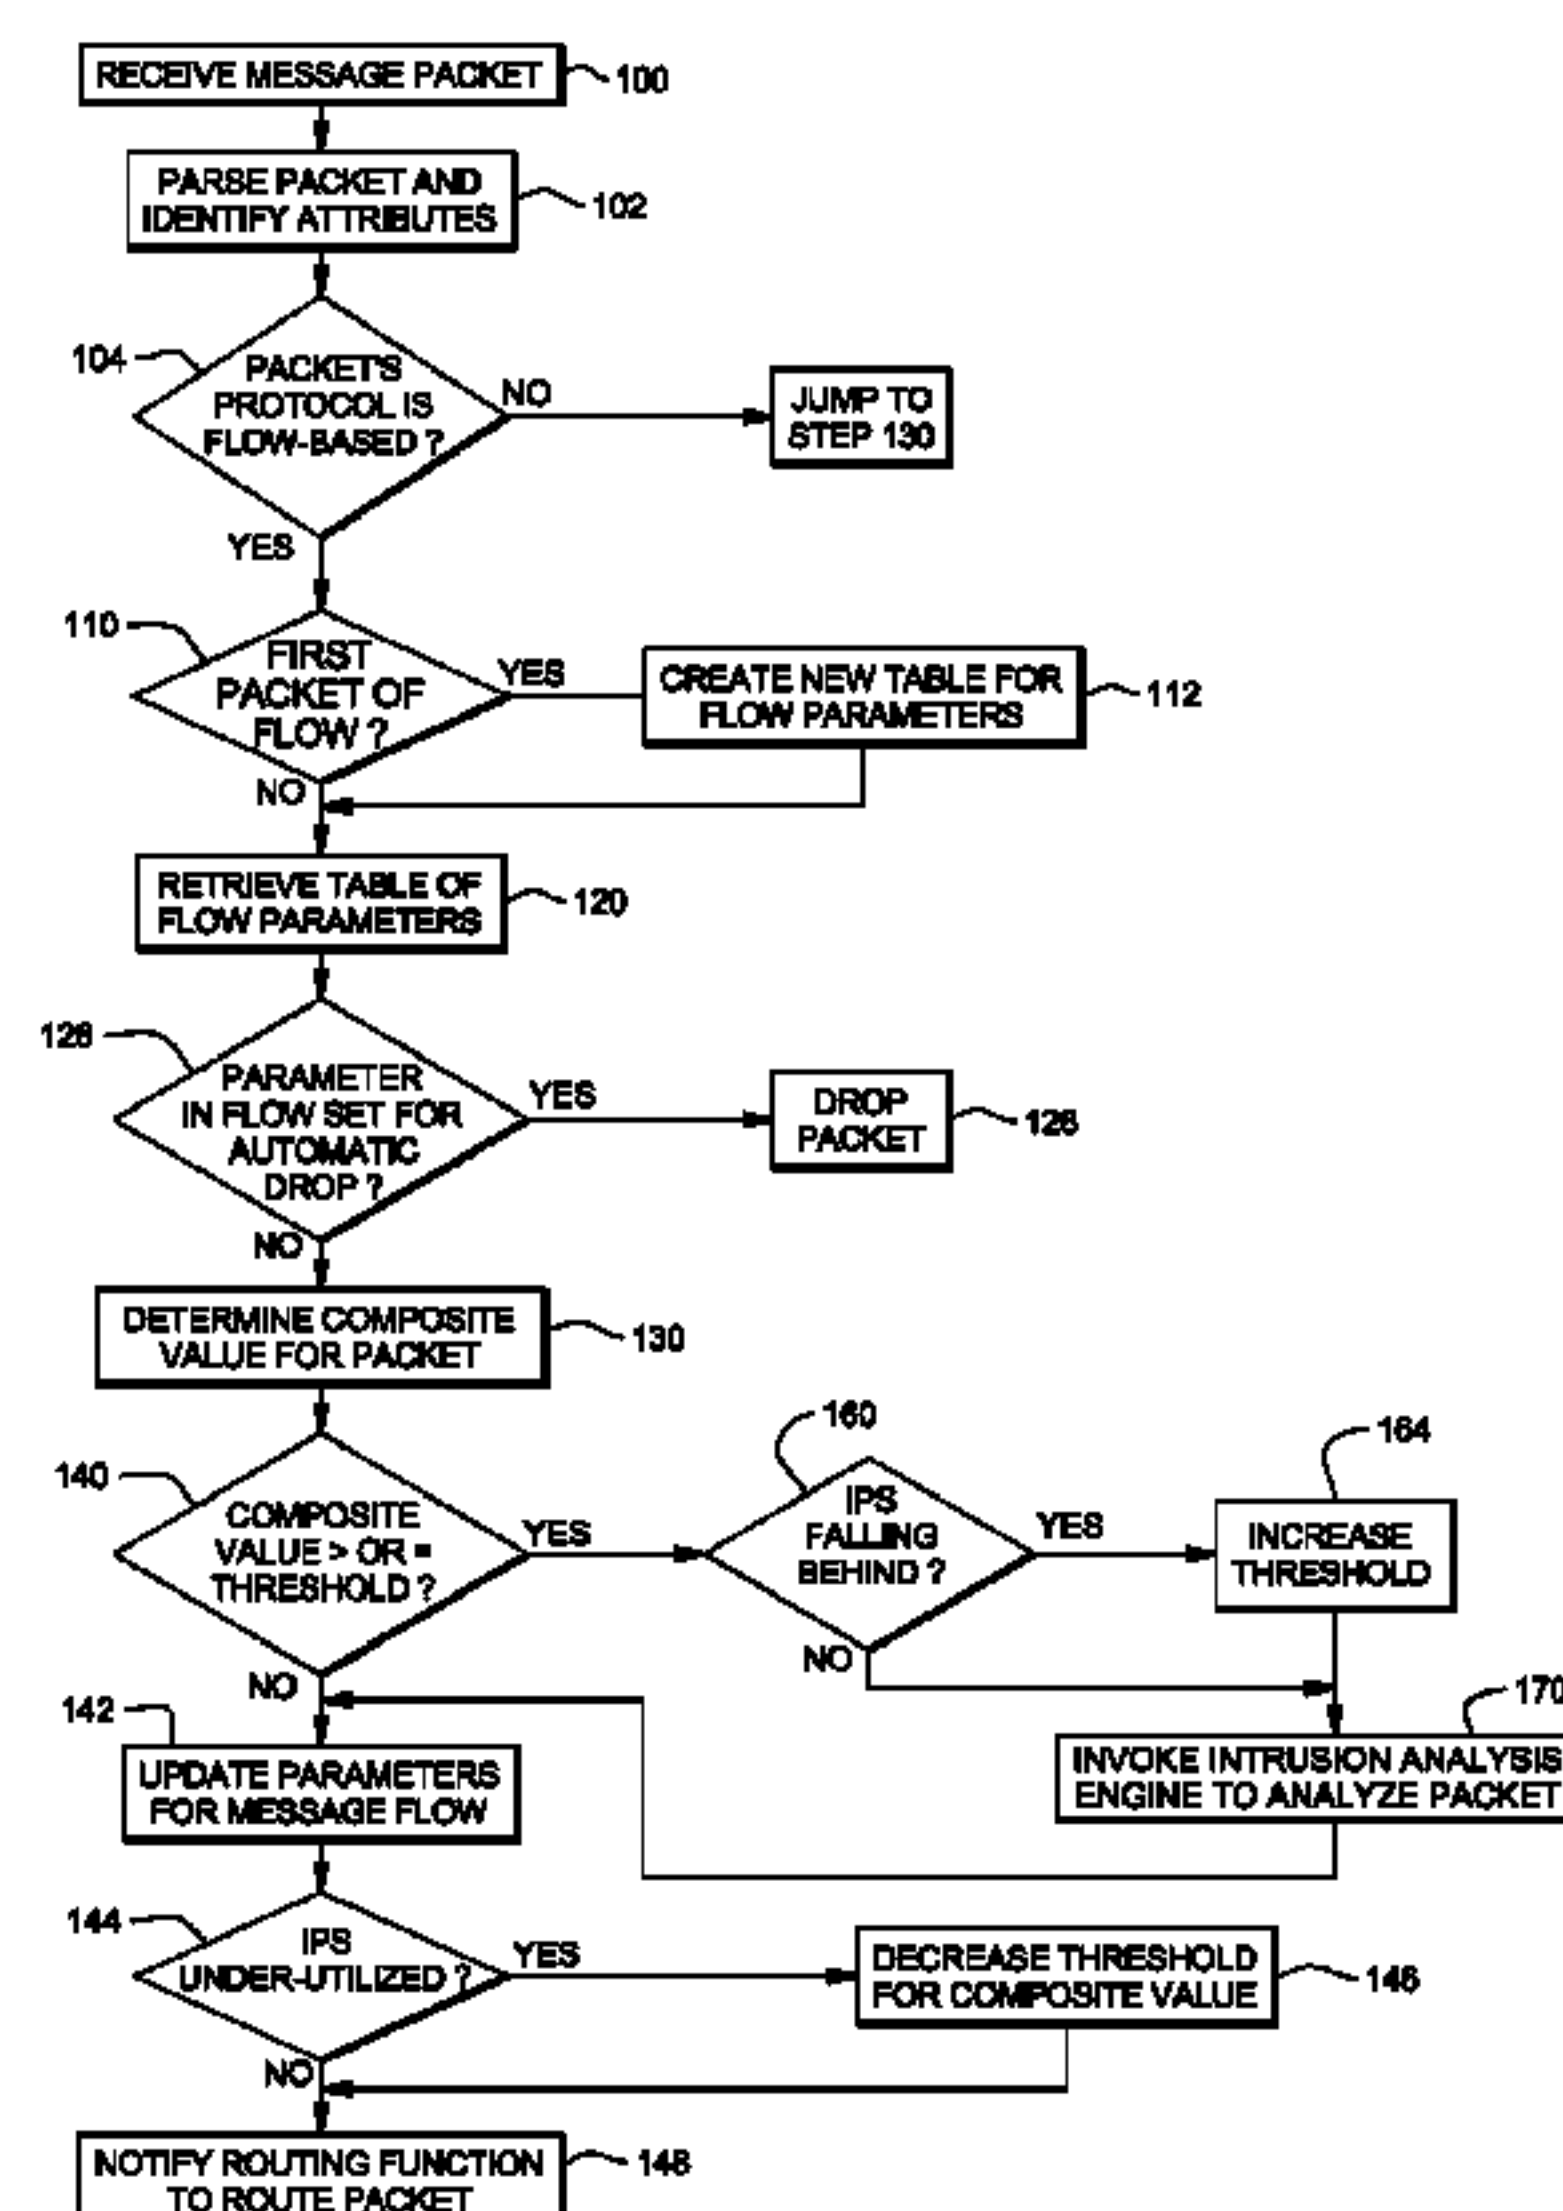 RECEIVE MESSAGE PACKET
100
PARSE PACKET AND
IDENTIFY ATTRIBUTES
102
104
PACKET'S
PROTOCOL IS
FLOW-BASED ?
NO
JUMP TO
STEP 130
YES
110
FIRST
PACKET OF
FLOW ?
YES
CREATE NEW TABLE FOR
FLOW PARAMETERS
112
NO
RETRIEVE TABLE OF
FLOW PARAMETERS
120
PARAMETER
IN FLOW SET FOR
AUTOMATIC
DROP ?
YES
DROP
PACKET
NO
DETERMINE COMPOSITE
VALUE FOR PACKET
130
140
COMPOSITE
VALUE > OR =
THRESHOLD ?
YES
160
IPS
FALLING
BEHIND ?
YES
164
INCREASE
THRESHOLD
NO
NO
170
INVOKE INTRUSION ANALYSIS
ENGINE TO ANALYZE PACKET
142
UPDATE PARAMETERS
FOR MESSAGE FLOW
144
IPS
UNDER-UTILIZED ?
YES
DECREASE THRESHOLD
FOR COMPOSITE VALUE
146
NO
NOTIFY ROUTING FUNCTION
TO ROUTE PACKET
148